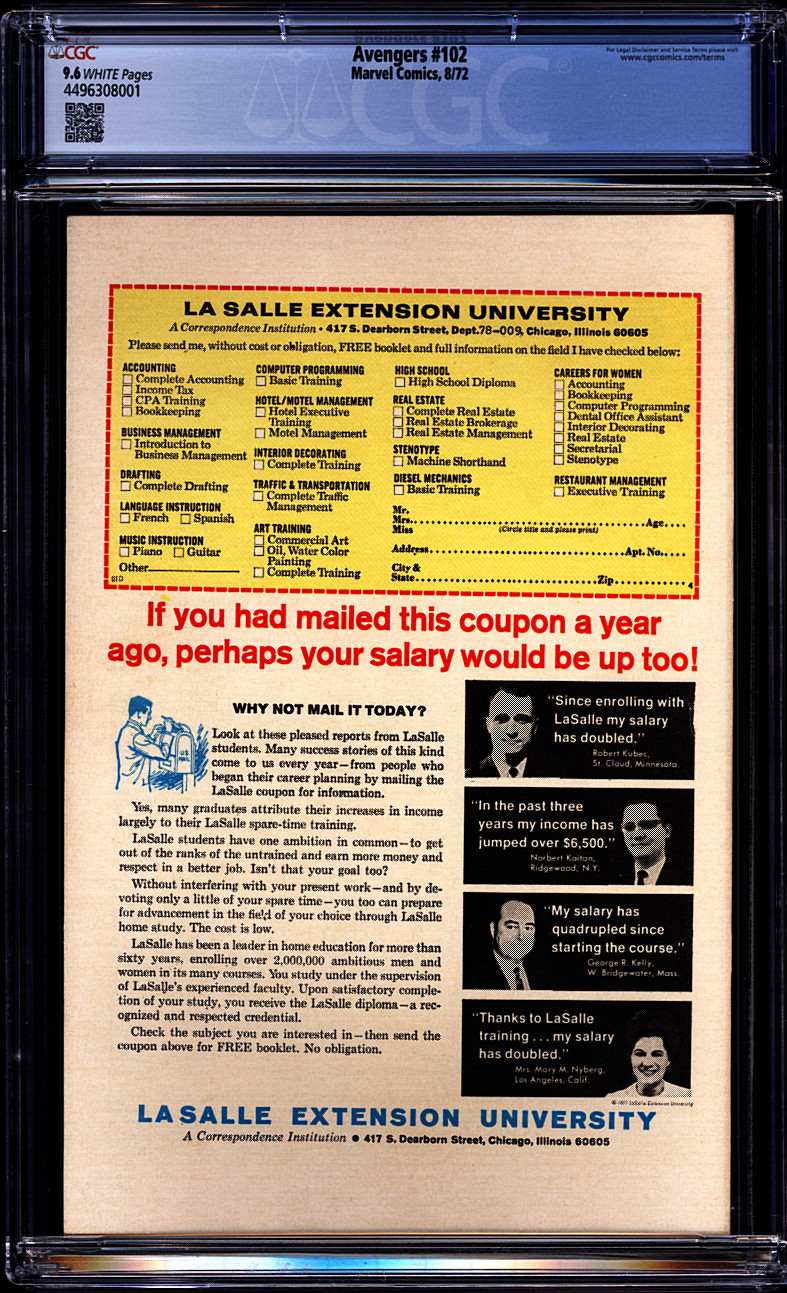 CGC
Avengers #102
Marvel Comics, 8/72
For Legal Disclaimer and Service Terms please visit:
www.cgccomics.com/terms
9.6 WHITE Pages
4496308001
CGC
LA SALLE EXTENSION UNIVERSITY
A Correspondence Institution • 417 S. Dearborn Street, Dept.78-009, Chicago, Illinois 60605
Please send me, without cost or obligation, FREE booklet and full information on the field I have checked below:
ACCOUNTING
Complete Accounting
Income Tax
CPA Training
Bookkeeping
BUSINESS MANAGEMENT
Introduction to
Business Management
DRAFTING
Complete Drafting
LANGUAGE INSTRUCTION
French Spanish
MUSIC INSTRUCTION
Piano Guitar
Other
COMPUTER PROGRAMMING
Basic Training
HOTEL/MOTEL MANAGEMENT
Hotel Executive
Training
Motel Management
INTERIOR DECORATING
Complete Training
TRAFFIC & TRANSPORTATION
Complete Traffic
Management
ART TRAINING
Commercial Art
Oil, Water Color
Painting
Complete Training
HIGH SCHOOL
High School Diploma
REAL ESTATE
Complete Real Estate
Real Estate Brokerage
Real Estate Management
STENOTYPE
Machine Shorthand
DIESEL MECHANICS
Basic Training
CAREERS FOR WOMEN
Accounting
Bookkeeping
Computer Programming
Dental Office Assistant
Interior Decorating
Real Estate
Secretarial
Stenotype
RESTAURANT MANAGEMENT
Executive Training
Mr.
Mrs. Age
Miss (Circle title and please print)
Address Apt. No.
City &
State Zip 4
If you had mailed this coupon a year
ago, perhaps your salary would be up too!
WHY NOT MAIL IT TODAY?
U.S. MAIL
Look at these pleased reports from LaSalle
students. Many success stories of this kind
come to us every year—from people who
began their career planning by mailing the
LaSalle coupon for information.
Yes, many graduates attribute their increases in income
largely to their LaSalle spare-time training.
LaSalle students have one ambition in common—to get
out of the ranks of the untrained and earn more money and
respect in a better job. Isn't that your goal too?
Without interfering with your present work—and by de-
voting only a little of your spare time—you too can prepare
for advancement in the field of your choice through LaSalle
home study. The cost is low.
LaSalle has been a leader in home education for more than
sixty years, enrolling over 2,000,000 ambitious men and
women in its many courses. You study under the supervision
of LaSalle's experienced faculty. Upon satisfactory comple-
tion of your study, you receive the LaSalle diploma—a rec-
ognized and respected credential.
Check the subject you are interested in—then send the
coupon above for FREE booklet. No obligation.
"Since enrolling with
LaSalle my salary
has doubled."
Robert Kubec,
St. Cloud, Minnesota.
"In the past three
years my income has
jumped over $6,500."
Norbert Kaitan,
Ridgewood, N.Y.
"My salary has
quadrupled since
starting the course."
George R. Kelly,
W. Bridgewater, Mass.
"Thanks to LaSalle
training . . . my salary
has doubled."
Mrs. Mary M. Nyberg,
Los Angeles, Calif.
© 1971 LaSalle Extension University
LA SALLE EXTENSION UNIVERSITY
A Correspondence Institution • 417 S. Dearborn Street, Chicago, Illinois 60605